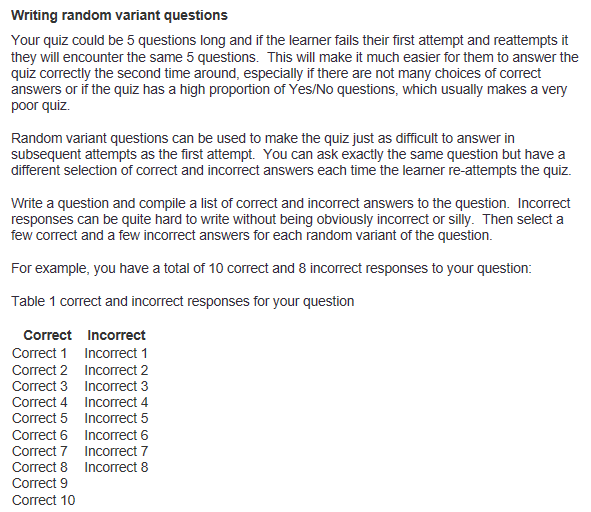 Writing random variant questions
Your quiz could be 5 questions long and if the learner fails their first attempt and reattempts it
they will encounter the same 5 questions.  This will make it much easier for them to answer the
quiz correctly the second time around, especially if there are not many choices of correct
answers or if the quiz has a high proportion of Yes/No questions, which usually makes a very
poor quiz.
Random variant questions can be used to make the quiz just as difficult to answer in
subsequent attempts as the first attempt.  You can ask exactly the same question but have a
different selection of correct and incorrect answers each time the learner re-attempts the quiz.
Write a question and compile a list of correct and incorrect answers to the question.  Incorrect
responses can be quite hard to write without being obviously incorrect or silly.  Then select a
few correct and a few incorrect answers for each random variant of the question.
For example, you have a total of 10 correct and 8 incorrect responses to your question:
Table 1 correct and incorrect responses for your question
Correct Incorrect
Correct 1 Incorrect 1
Correct 2 Incorrect 2
Correct 3 Incorrect 3
Correct 4 Incorrect 4
Correct 5 Incorrect 5
Correct 6 Incorrect 6
Correct 7 Incorrect 7
Correct 8 Incorrect 8
Correct 9
Correct 10